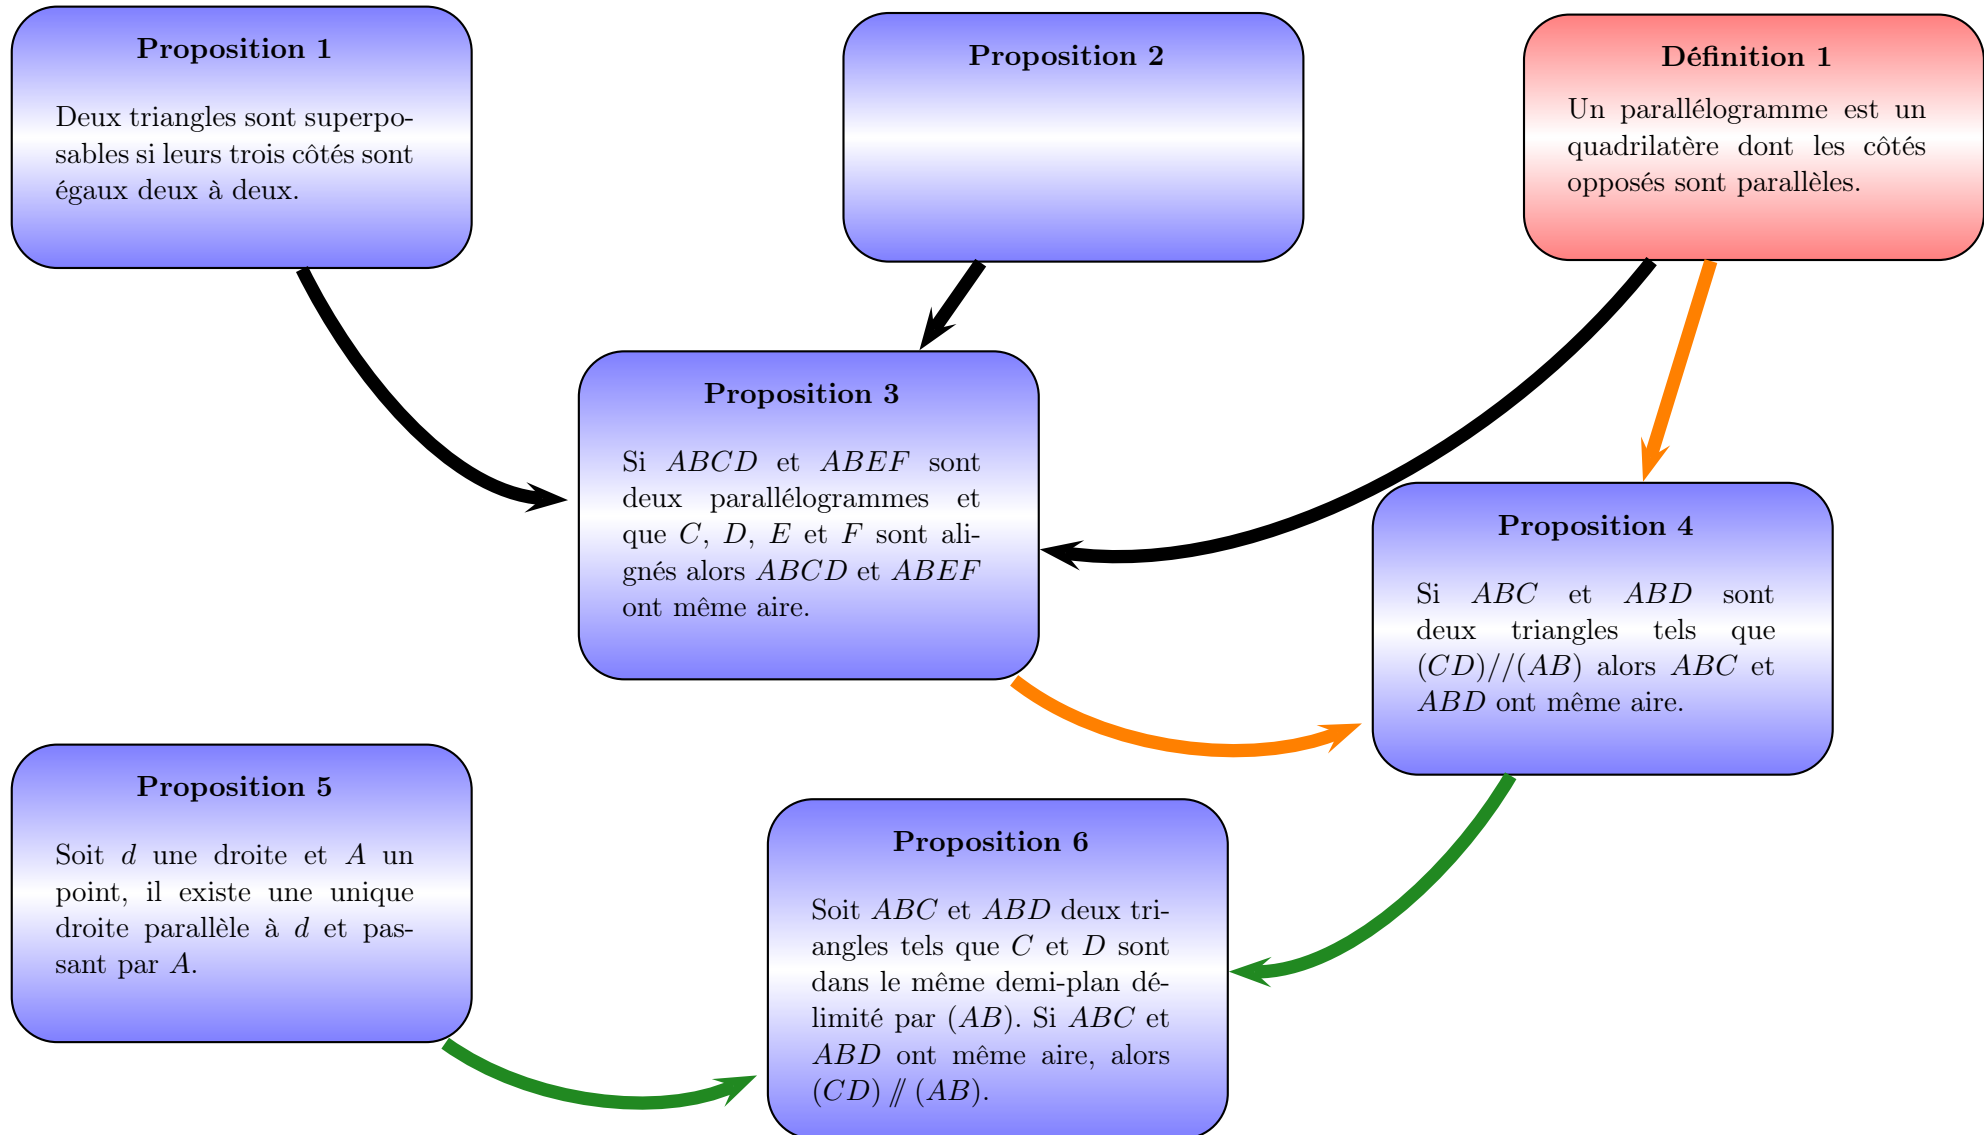 Proposition 1
Deux triangles sont superpo-
sables si leurs trois côtés sont
égaux deux à deux.
Proposition 2
Définition 1
Un parallélogramme est un
quadrilatère dont les côtés
opposés sont parallèles.
Proposition 3
Si ABCD et ABEF sont
deux parallélogrammes et
que C, D, E et F sont ali-
gnés alors ABCD et ABEF
ont même aire.
Proposition 4
Si ABC et ABD sont
deux triangles tels que
(CD)//(AB) alors ABC et
ABD ont même aire.
Proposition 5
Soit d une droite et A un
point, il existe une unique
droite parallèle à d et pas-
sant par A.
Proposition 6
Soit ABC et ABD deux tri-
angles tels que C et D sont
dans le même demi-plan dé-
limité par (AB). Si ABC et
ABD ont même aire, alors
(CD) // (AB).